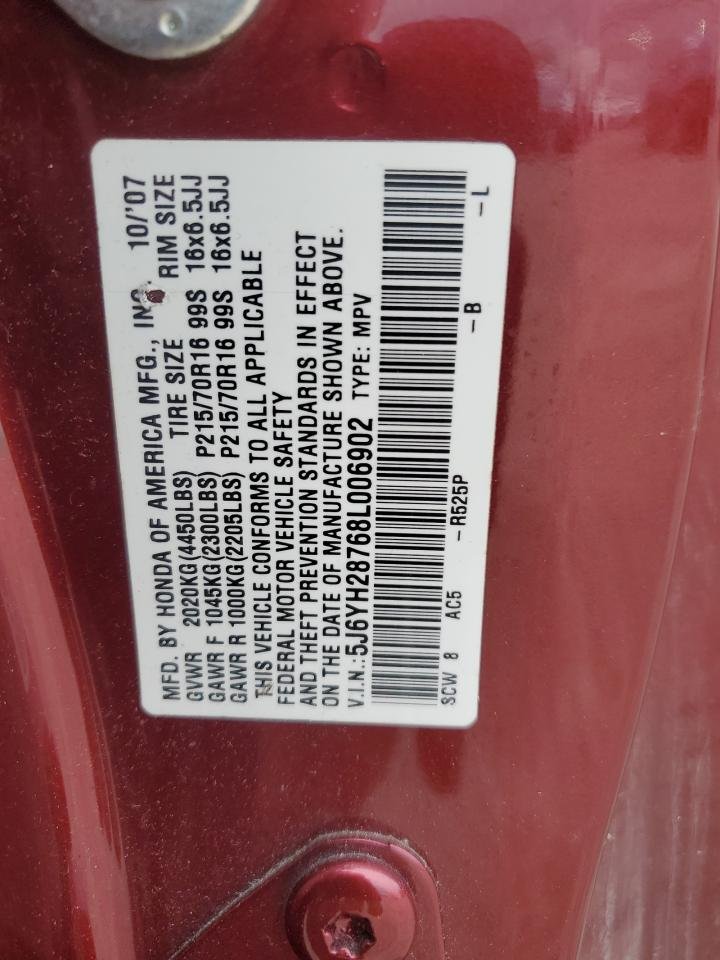 MFD. BY HONDA OF AMERICA MFG., INC 10/'07
GVWR 2020KG(4450LBS) TIRE SIZE RIM SIZE
GAWR F 1045KG(2300LBS) P215/70R16 99S 16x6.5JJ
GAWR R 1000KG(2205LBS) P215/70R16 99S 16x6.5JJ
THIS VEHICLE CONFORMS TO ALL APPLICABLE
FEDERAL MOTOR VEHICLE SAFETY
AND THEFT PREVENTION STANDARDS IN EFFECT
ON THE DATE OF MANUFACTURE SHOWN ABOVE.
V.I.N.:5J6YH28768L006902 TYPE: MPV
SCW 8 AC5 -R525P -B -L